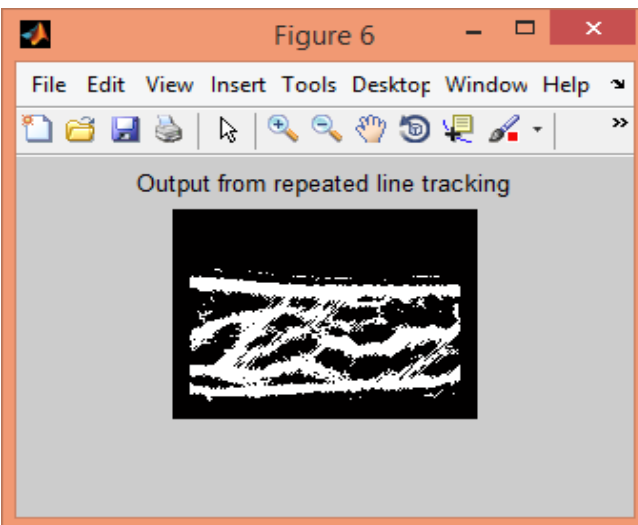 Figure 6
File Edit View Insert Tools Desktop Window Help
Output from repeated line tracking